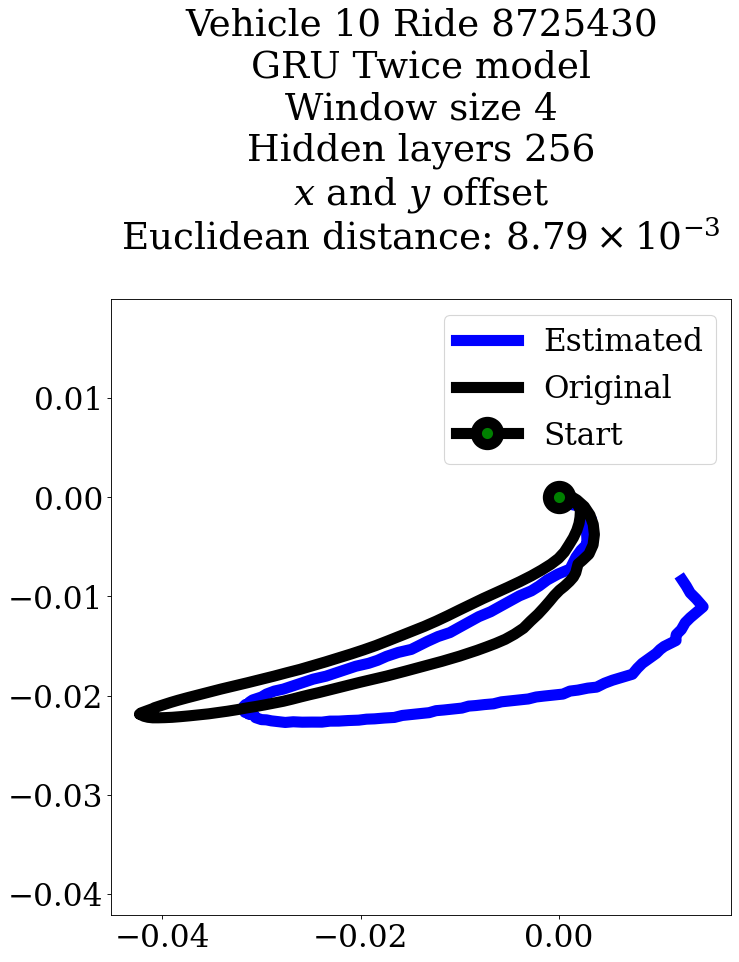 Vehicle 10 Ride 8725430
GRU Twice model
Window size 4
Hidden layers 256
x and y offset
Euclidean distance: 8.79 × 10⁻³
Estimated
Original
Start
0.01
0.00
−0.01
−0.02
−0.03
−0.04
−0.04 −0.02 0.00